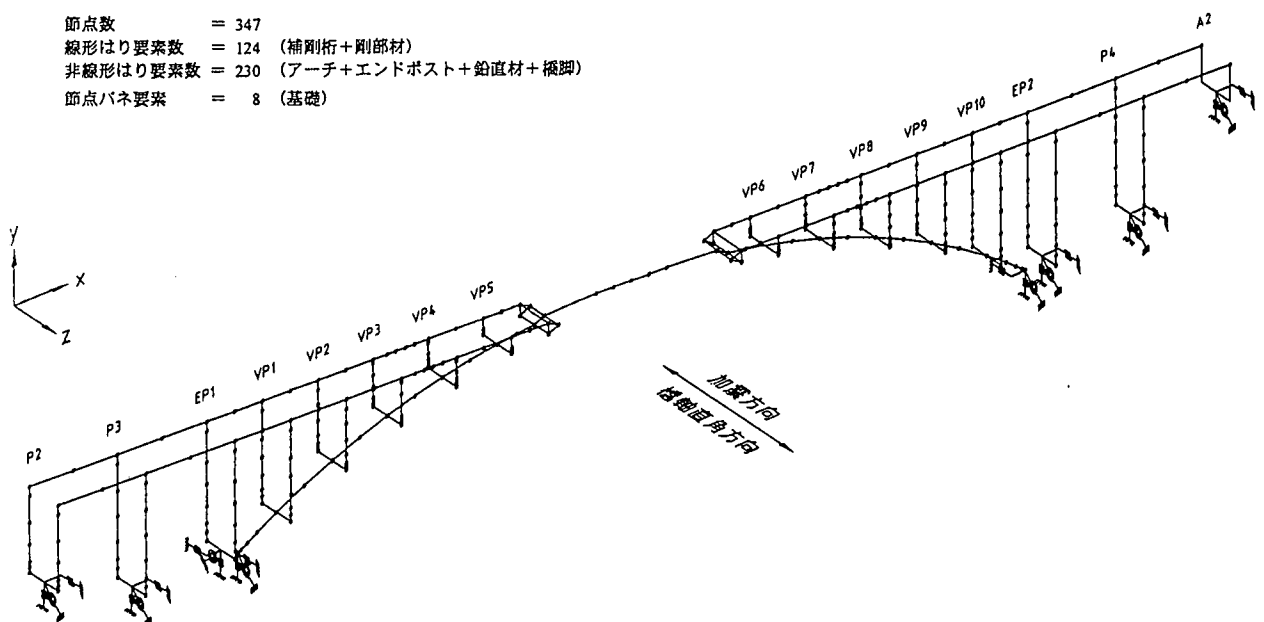 節点数 = 347
線形はり要素数 = 124 (補剛桁+剛部材)
非線形はり要素数 = 230 (アーチ+エンドポスト+鉛直材+橋脚)
節点バネ要素 = 8 (基礎)
A2
P4
EP2
VP10
VP9
VP8
VP7
VP6
y
x
z
VP5
VP4
VP3
VP2
VP1
EP1
P3
P2
加震方向
橋軸直角方向